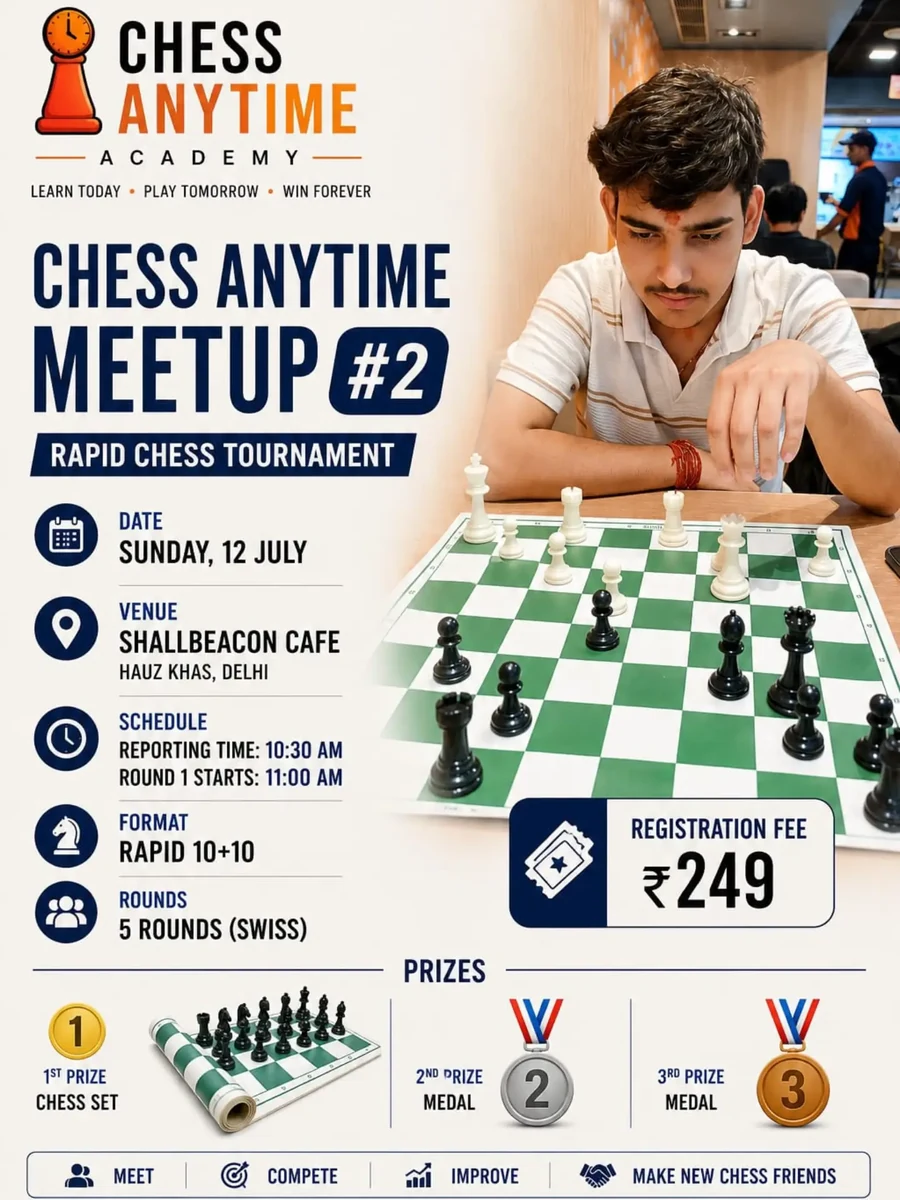 CHESS
ANYTIME
ACADEMY
LEARN TODAY • PLAY TOMORROW • WIN FOREVER
CHESS ANYTIME
MEETUP #2
RAPID CHESS TOURNAMENT
DATE
SUNDAY, 12 JULY
VENUE
SHALLBEACON CAFE
HAUZ KHAS, DELHI
SCHEDULE
REPORTING TIME: 10:30 AM
ROUND 1 STARTS: 11:00 AM
FORMAT
RAPID 10+10
ROUNDS
5 ROUNDS (SWISS)
REGISTRATION FEE
₹249
PRIZES
1
1ST PRIZE
CHESS SET
2ND PRIZE
MEDAL
2
3RD PRIZE
MEDAL
3
MEET
COMPETE
IMPROVE
MAKE NEW CHESS FRIENDS